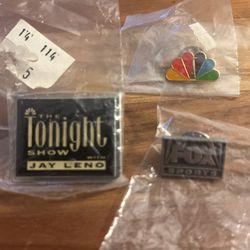 14 114
5
THE
Tonight
SHOW
WITH
JAY LENO
FOX
SPORTS